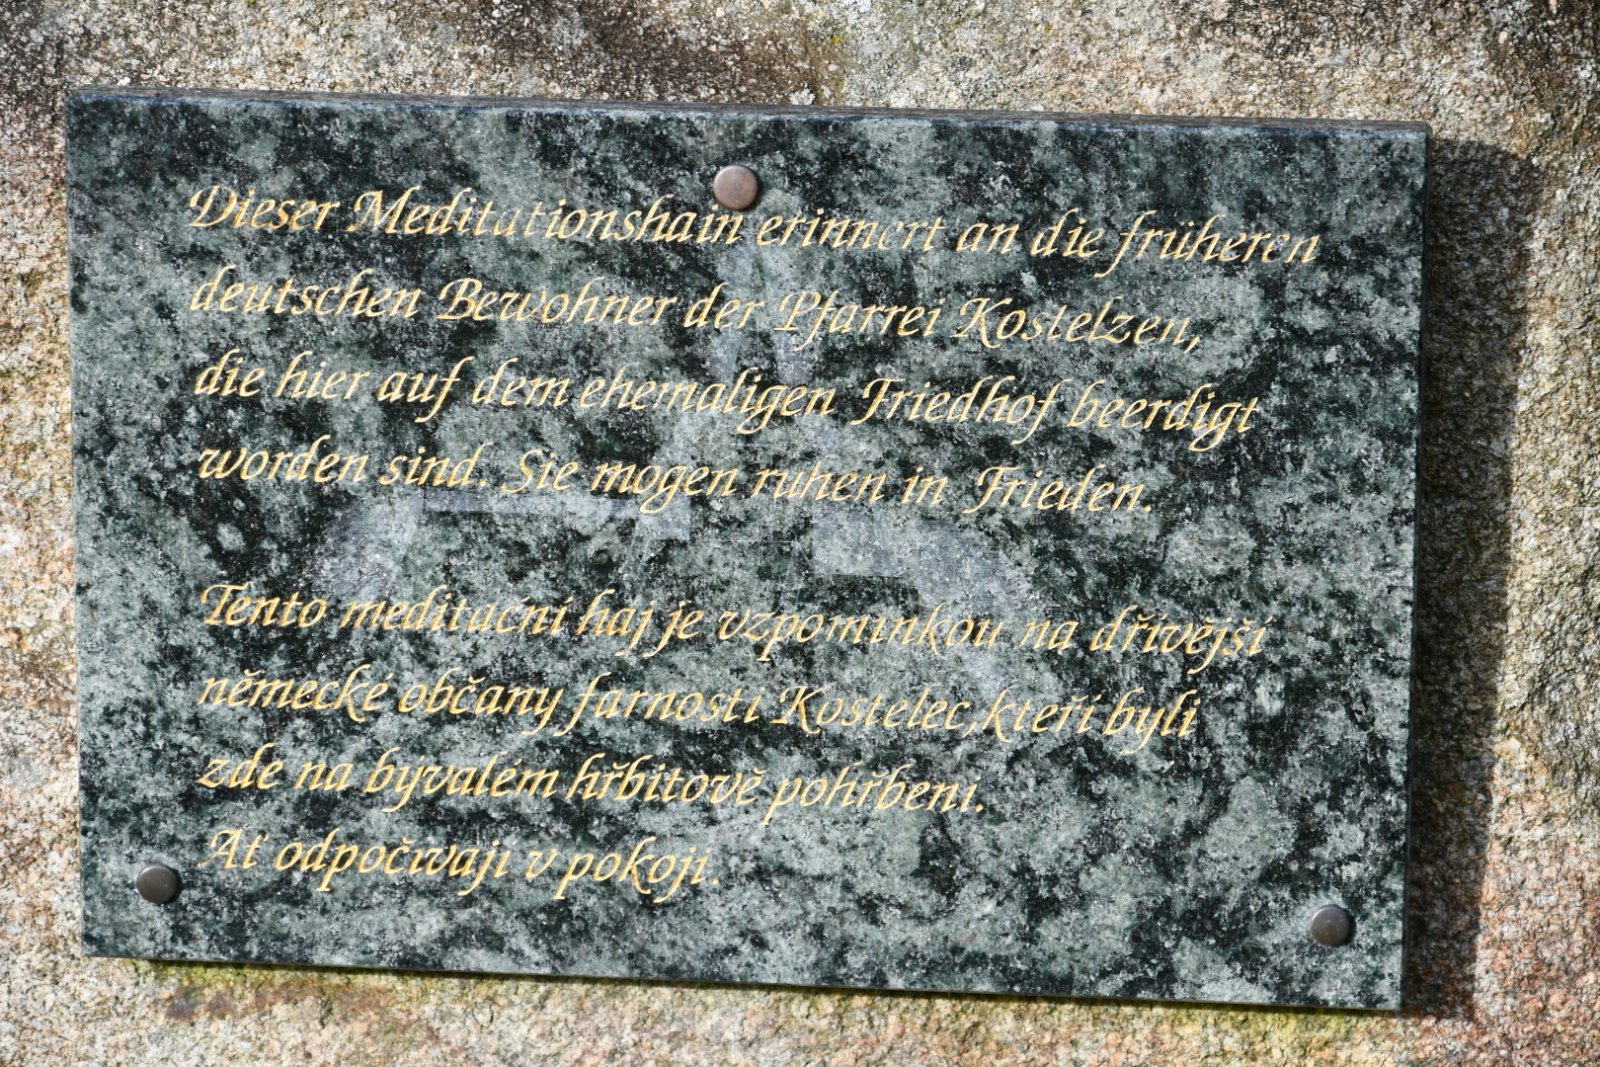 Dieser Meditationshain erinnert an die früheren
deutschen Bewohner der Pfarrei Kostelzen,
die hier auf dem ehemaligen Friedhof beerdigt
worden sind. Sie mogen ruhen in Frieden.
Tento meditační haj je vzpomínkou na dřívější
německé občany farnosti Kostelec, kteří byli
zde na bývalém hřbitově pohřbeni.
Ať odpočívají v pokoji.